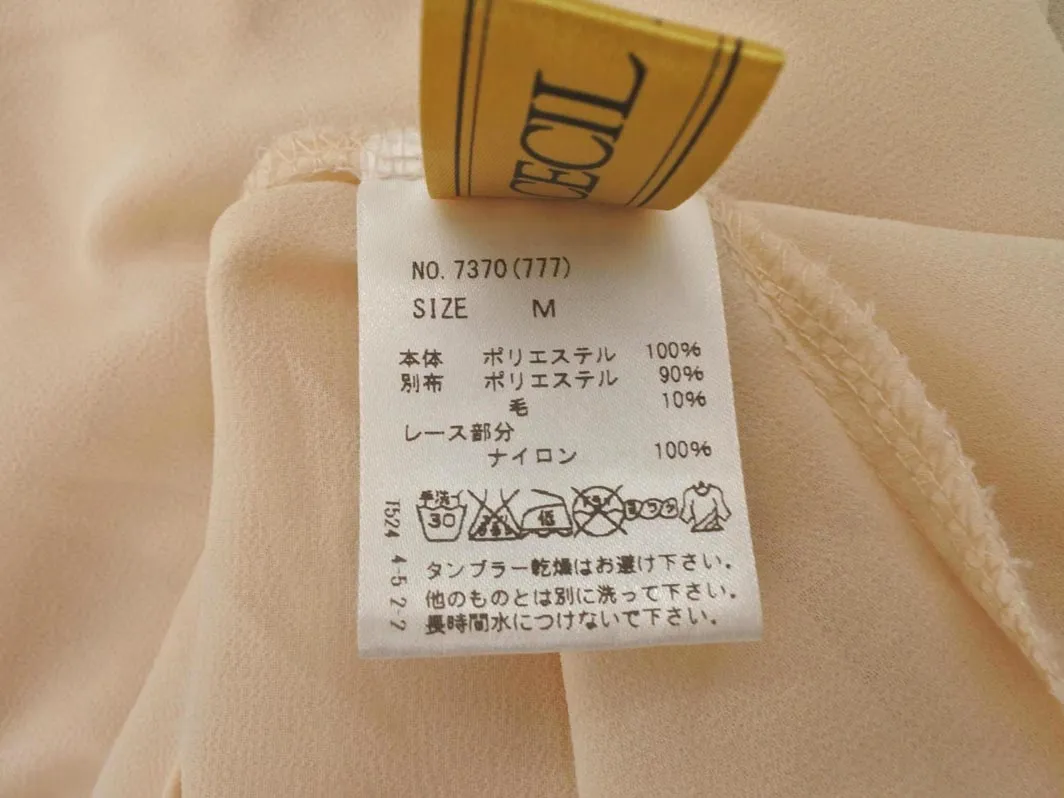 CECIL
NO. 7370(777)
SIZE M
本体 ポリエステル 100%
別布 ポリエステル 90%
毛 10%
レース部分
ナイロン 100%
手洗イ
30
低
タンブラー乾燥はお避け下さい。
他のものとは別に洗って下さい。
長時間水につけないで下さい。
1524 4-5 2-2